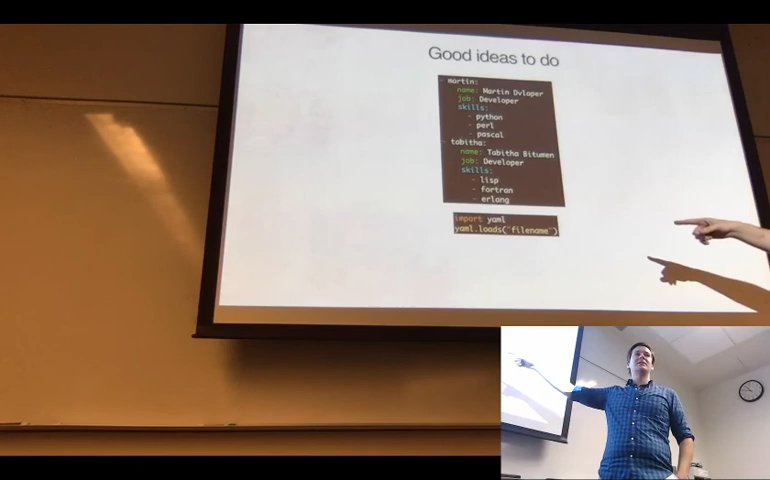 Good ideas to do
- martin:
name: Martin Dvloper
job: Developer
skills:
- python
- perl
- pascal
- tabitha:
name: Tabitha Bitumen
job: Developer
skills:
- lisp
- fortran
- erlang
import yaml
yaml.loads("filename")